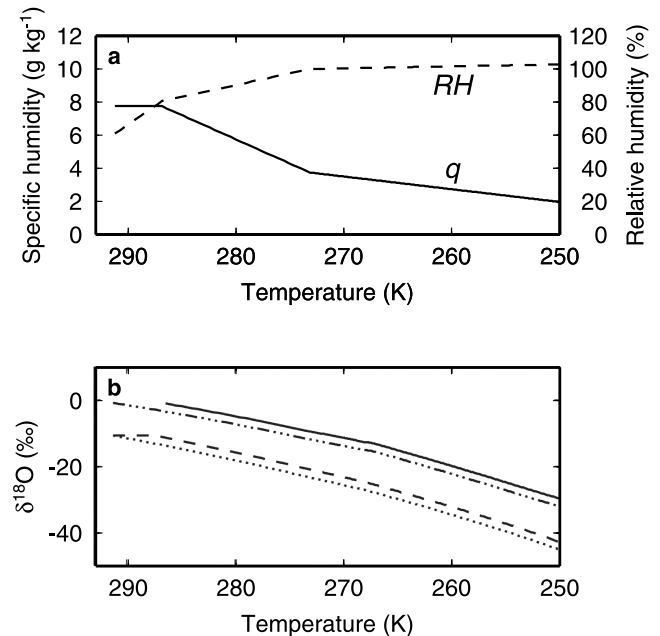 a
Specific humidity (g kg⁻¹)
12
10
8
6
4
2
0
RH
q
120
100
80
60
40
20
0
Relative humidity (%)
290 280 270 260 250
Temperature (K)
b
δ¹⁸O (‰)
0
-20
-40
290 280 270 260 250
Temperature (K)